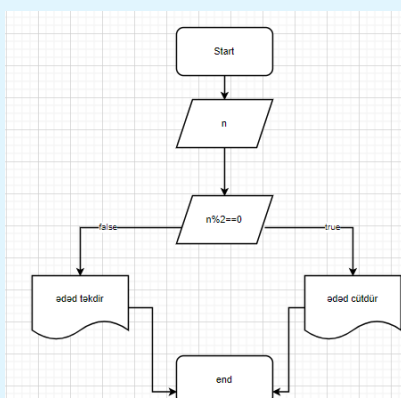 Start
n
n%2==0
false
true
ədəd təkdir
ədəd cütdür
end